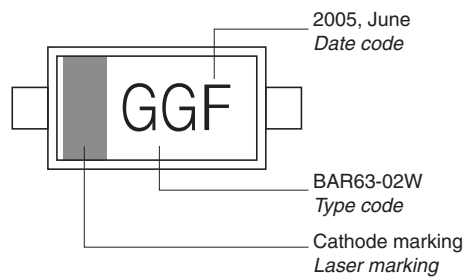 2005, June
Date code
GGF
BAR63-02W
Type code
Cathode marking
Laser marking